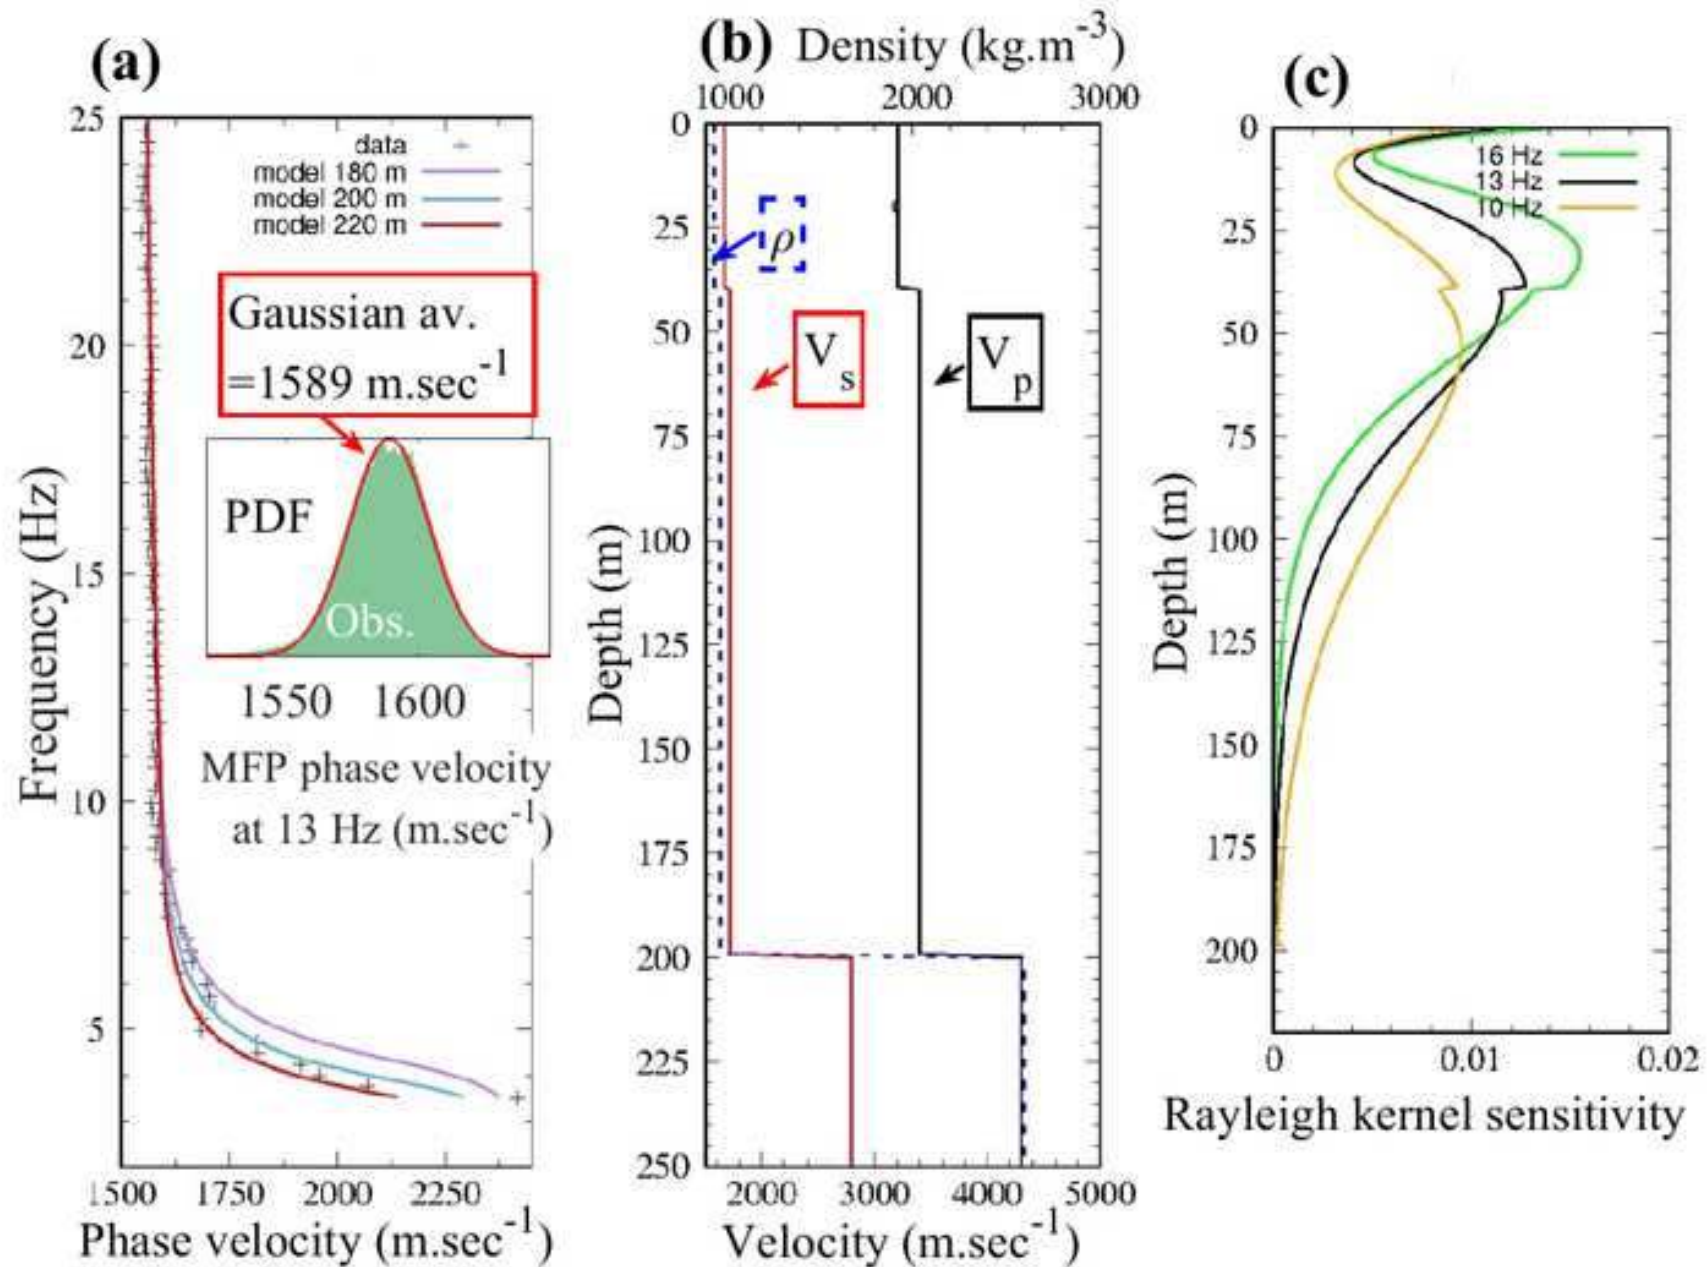 (a)
25
20
15
10
5
Frequency (Hz)
data
model 180 m
model 200 m
model 220 m
Gaussian av.
=1589 m.sec-1
PDF
Obs.
1550 1600
MFP phase velocity
at 13 Hz (m.sec-1)
1500 1750 2000 2250
Phase velocity (m.sec-1)
(b) Density (kg.m-3)
1000 2000 3000
0
25
50
75
100
125
150
175
200
225
250
Depth (m)
ρ
Vs
Vp
2000 3000 4000 5000
Velocity (m.sec-1)
(c)
0
25
50
75
100
125
150
175
200
Depth (m)
16 Hz
13 Hz
10 Hz
0 0.01 0.02
Rayleigh kernel sensitivity